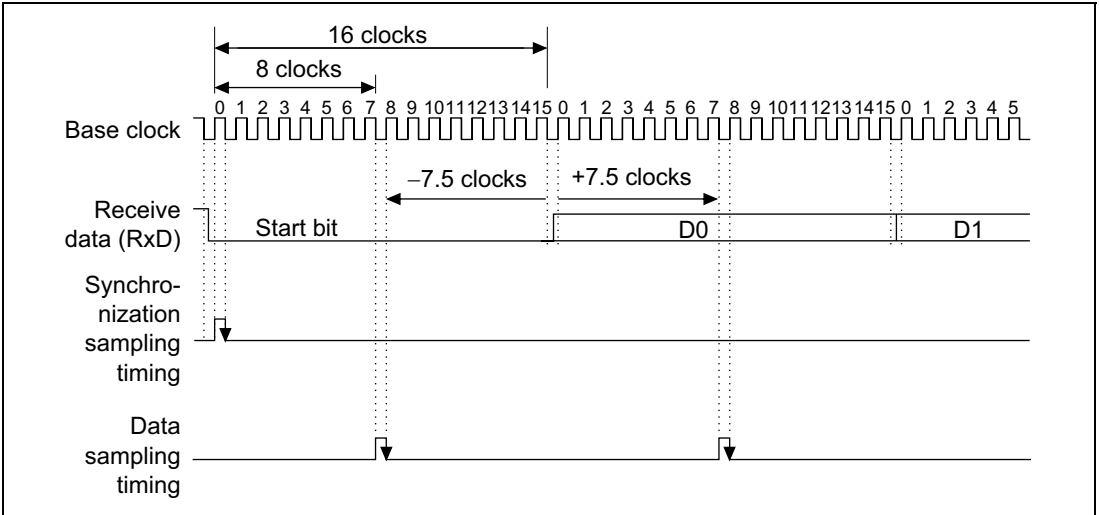 16 clocks
8 clocks
0 1 2 3 4 5 6 7 8 9 10 11 12 13 14 15 0 1 2 3 4 5 6 7 8 9 10 11 12 13 14 15 0 1 2 3 4 5
Base clock
−7.5 clocks +7.5 clocks
Receive
data (RxD)
Start bit D0 D1
Synchro-
nization
sampling
timing
Data
sampling
timing